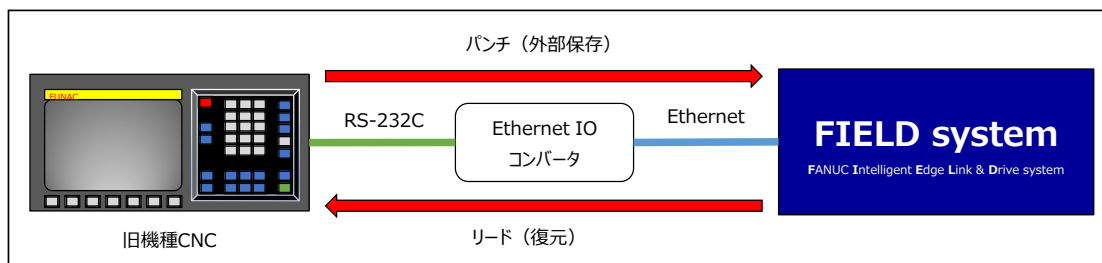 パンチ（外部保存）
FUNAC
RS-232C
Ethernet IO
コンバータ
Ethernet
FIELD system
FANUC Intelligent Edge Link & Drive system
旧機種CNC
リード（復元）